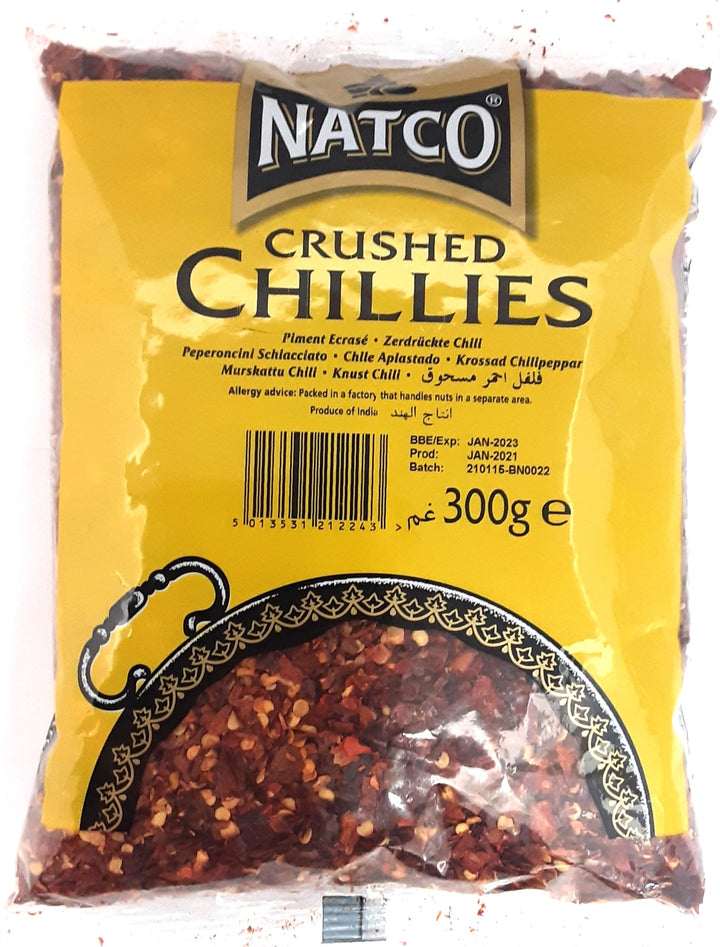 NATCO®
CRUSHED
CHILLIES
Piment Ecrasé • Zerdrückte Chili
Peperoncini Schiacciato • Chile Aplastado • Krossad Chilipeppar
Murskattu Chili • Knust Chili • فلفل احمر مسحوق
Allergy advice: Packed in a factory that handles nuts in a separate area.
Produce of India انتاج الهند
BBE/Exp: JAN-2023
Prod: JAN-2021
Batch: 210115-BN0022
5 013531 212243 >
300g e غم